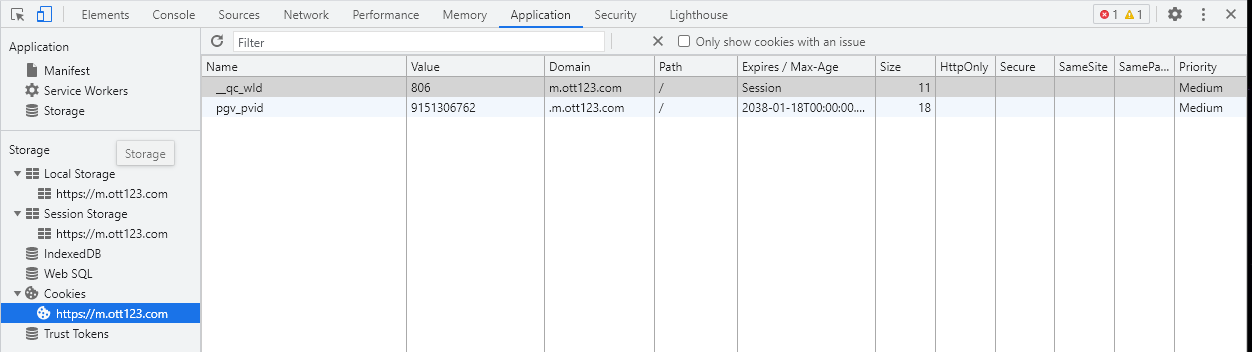 Elements Console Sources Network Performance Memory Application Security Lighthouse 1 1
Application
Manifest
Service Workers
Storage
Storage
Storage
Local Storage
https://m.ott123.com
Session Storage
https://m.ott123.com
IndexedDB
Web SQL
Cookies
https://m.ott123.com
Trust Tokens
Filter Only show cookies with an issue
Name Value Domain Path Expires / Max-Age Size HttpOnly Secure SameSite SamePa... Priority
__qc_wld 806 m.ott123.com / Session 11 Medium
pgv_pvid 9151306762 .m.ott123.com / 2038-01-18T00:00:00.... 18 Medium